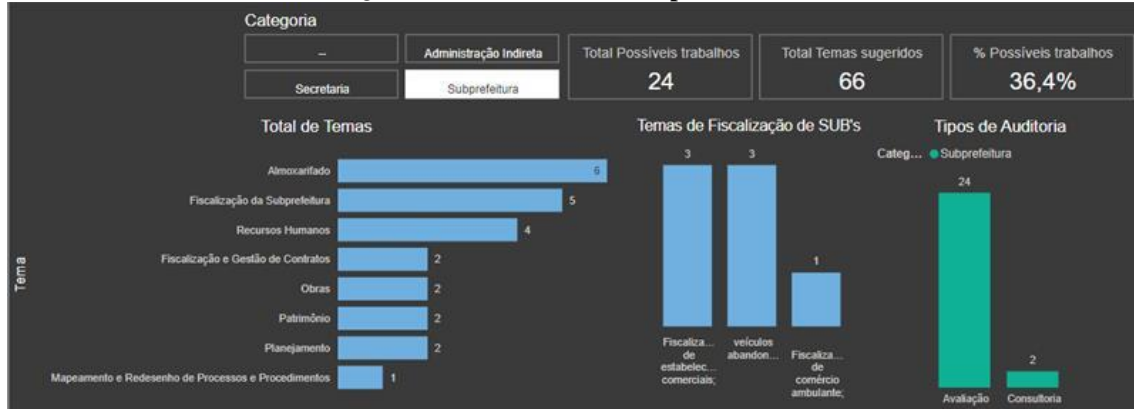 Categoria
--
Administração Indireta
Secretaria
Subprefeitura
Total Possíveis trabalhos
24
Total Temas sugeridos
66
% Possíveis trabalhos
36,4%
Total de Temas
Tema
Almoxarifado
6
Fiscalização da Subprefeitura
5
Recursos Humanos
4
Fiscalização e Gestão de Contratos
2
Obras
2
Patrimônio
2
Planejamento
2
Mapeamento e Redesenho de Processos e Procedimentos
1
Temas de Fiscalização de SUB's
3
3
1
Fiscaliza...
de
estabelec...
comerciais;
veículos
abandon...
Fiscaliza...
de
comércio
ambulante;
Tipos de Auditoria
Categ... Subprefeitura
24
2
Avaliação
Consultoria